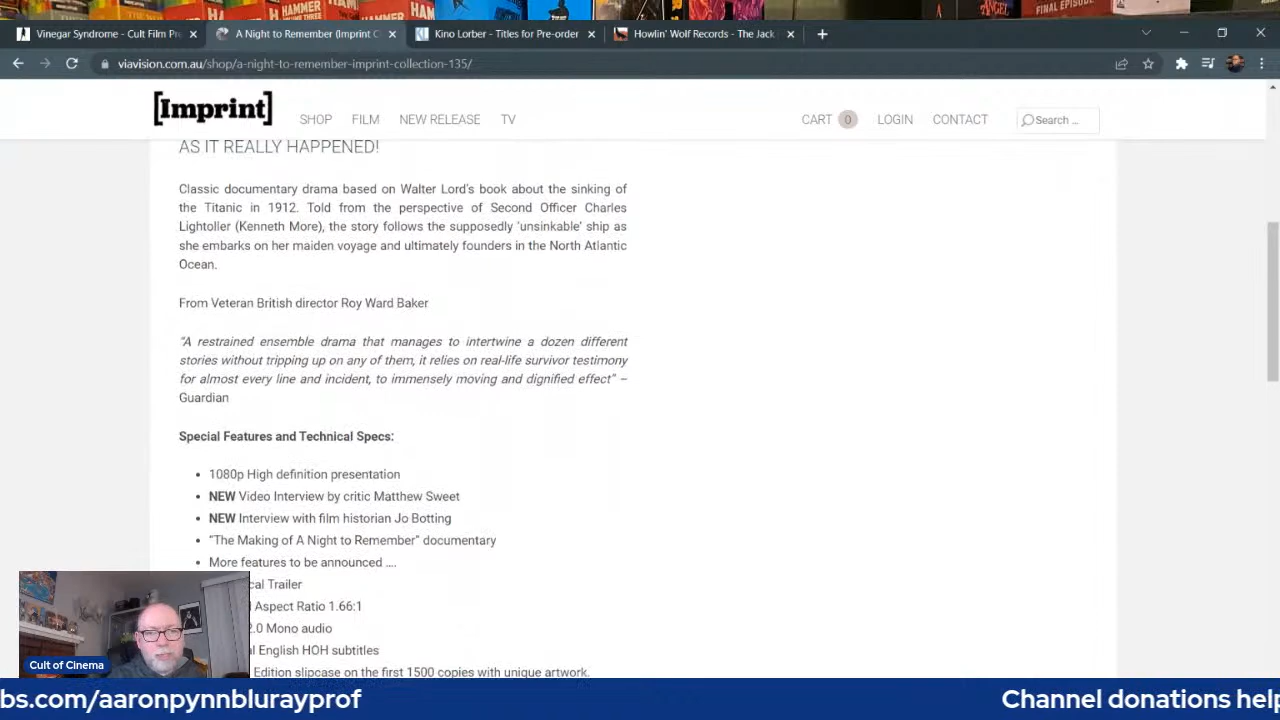 HAMMER
HAMMER
FINAL EPISODE
Vinegar Syndrome - Cult Film Pr
A Night to Remember (Imprint C
Kino Lorber - Titles for Pre-order
Howlin' Wolf Records - The Jack
viavision.com.au/shop/a-night-to-remember-imprint-collection-135/
[Imprint]
SHOP FILM NEW RELEASE TV
CART 0 LOGIN CONTACT Search ...
AS IT REALLY HAPPENED!
Classic documentary drama based on Walter Lord's book about the sinking of
the Titanic in 1912. Told from the perspective of Second Officer Charles
Lightoller (Kenneth More), the story follows the supposedly 'unsinkable' ship as
she embarks on her maiden voyage and ultimately founders in the North Atlantic
Ocean.
From Veteran British director Roy Ward Baker
"A restrained ensemble drama that manages to intertwine a dozen different
stories without tripping up on any of them, it relies on real-life survivor testimony
for almost every line and incident, to immensely moving and dignified effect" –
Guardian
Special Features and Technical Specs:
1080p High definition presentation
NEW Video Interview by critic Matthew Sweet
NEW Interview with film historian Jo Botting
"The Making of A Night to Remember" documentary
More features to be announced ....
cal Trailer
Aspect Ratio 1.66:1
2.0 Mono audio
al English HOH subtitles
Edition slipcase on the first 1500 copies with unique artwork.
Cult of Cinema
bs.com/aaronpynnblurayprof
Channel donations help